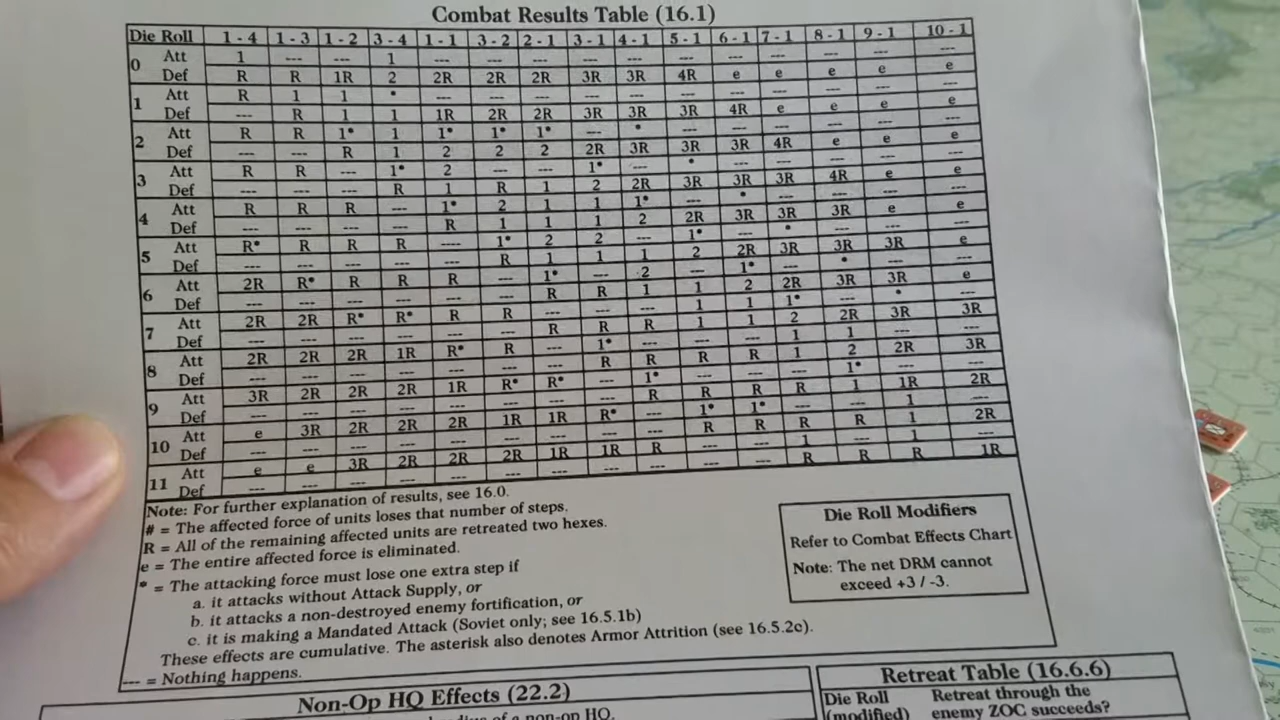 Combat Results Table (16.1)
Die Roll 1 - 4 1 - 3 1 - 2 3 - 4 1 - 1 3 - 2 2 - 1 3 - 1 4 - 1 5 - 1 6 - 1 7 - 1 8 - 1 9 - 1 10 - 1
0 Att 1 --- --- 1 --- --- --- --- --- --- --- --- --- --- ---
Def R R 1R 2 2R 2R 2R 3R 3R 4R e e e e e
1 Att R 1 1 • --- --- --- --- --- --- --- --- --- --- ---
Def --- R 1 1 1R 2R 2R 3R 3R 3R 4R e e e e
2 Att R R 1• 1 1• 1• 1• --- • --- --- --- --- --- ---
Def --- --- R 1 2 2 2 2R 3R 3R 3R 4R e e e
3 Att R R --- 1• 2 --- --- 1• --- • --- --- --- --- ---
Def --- --- --- R 1 R 1 2 2R 3R 3R 3R 4R e e
4 Att R R R --- 1• 2 1 1 1• --- • --- --- --- ---
Def --- --- --- --- R 1 1 1 2 2R 3R 3R 3R e e
5 Att R• R R R ---- 1• 2 2 --- 1• --- • --- --- ---
Def --- --- --- --- --- R 1 1 1 2 2R 3R 3R 3R e
6 Att 2R R• R R R --- 1• --- 2 --- 1• --- • --- ---
Def --- --- --- --- --- --- R R 1 1 2 2R 3R 3R e
7 Att 2R 2R R• R• R R --- --- --- 1 1 1• --- • ---
Def --- --- --- --- --- --- R R R 1 1 2 2R 3R 3R
8 Att 2R 2R 2R 1R R• R --- 1• --- --- --- 1 1 --- ---
Def --- --- --- --- --- --- --- R R R R 1 2 2R 3R
9 Att 3R 2R 2R 2R 1R R• R• --- 1• --- --- --- 1• --- ---
Def --- --- --- --- --- --- --- --- R R R R 1 1R 2R
10 Att e 3R 2R 2R 2R 1R 1R R• --- 1• 1• --- --- 1 ---
Def --- --- --- --- --- --- --- --- --- R R R R 1 2R
11 Att e e 3R 2R 2R 2R 1R 1R R --- --- 1 --- 1 ---
Def --- --- --- --- --- --- --- --- --- --- --- R R R 1R
Note: For further explanation of results, see 16.0.
# = The affected force of units loses that number of steps.
R = All of the remaining affected units are retreated two hexes.
e = The entire affected force is eliminated.
• = The attacking force must lose one extra step if
a. it attacks without Attack Supply, or
b. it attacks a non-destroyed enemy fortification, or
c. it is making a Mandated Attack (Soviet only; see 16.5.1b)
These effects are cumulative. The asterisk also denotes Armor Attrition (see 16.5.2c).
--- = Nothing happens.
Die Roll Modifiers
Refer to Combat Effects Chart
Note: The net DRM cannot
exceed +3 / -3.
Non-Op HQ Effects (22.2)
of a non-op HQ.
Retreat Table (16.6.6)
Die Roll Retreat through the
(modified) enemy ZOC succeeds?